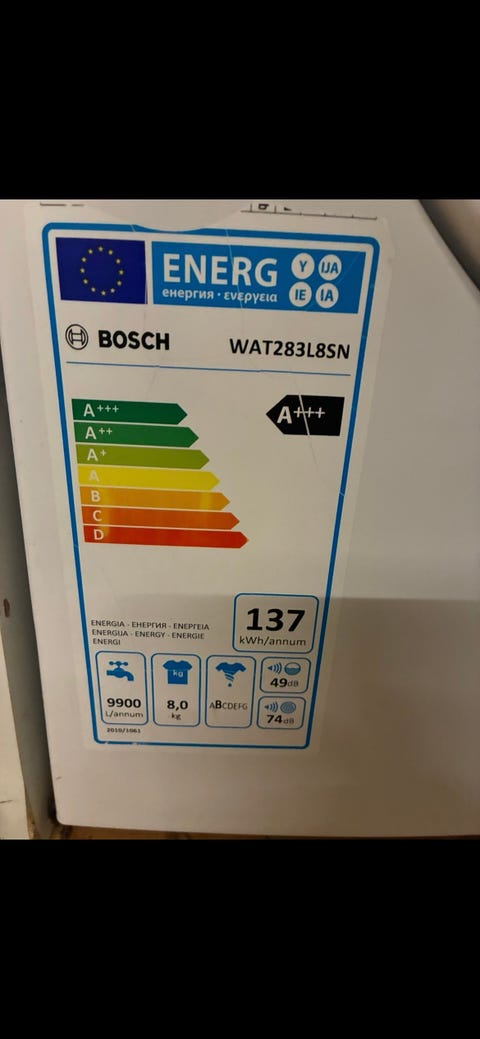 ENERG Y IJA
енергия · ενεργεια IE IA
BOSCH WAT283L8SN
A+++
A+++
A++
A+
A
B
C
D
ENERGIA - ЕНЕРГИЯ - ΕΝΕΡΓΕΙΑ
ENERGIJA - ENERGY - ENERGIE
ENERGI
137
kWh/annum
9900
L/annum
kg
8,0
kg
ABCDEFG
49dB
74dB
2010/1061